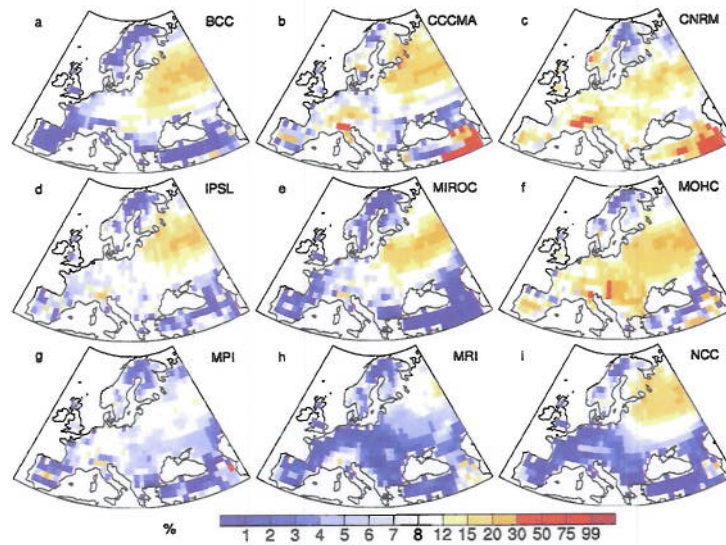 a BCC
b CCCMA
c CNRM
d IPSL
e MIROC
f MOHC
g MPI
h MRI
i NCC
% 1 2 3 4 5 6 7 8 12 15 20 30 50 75 99